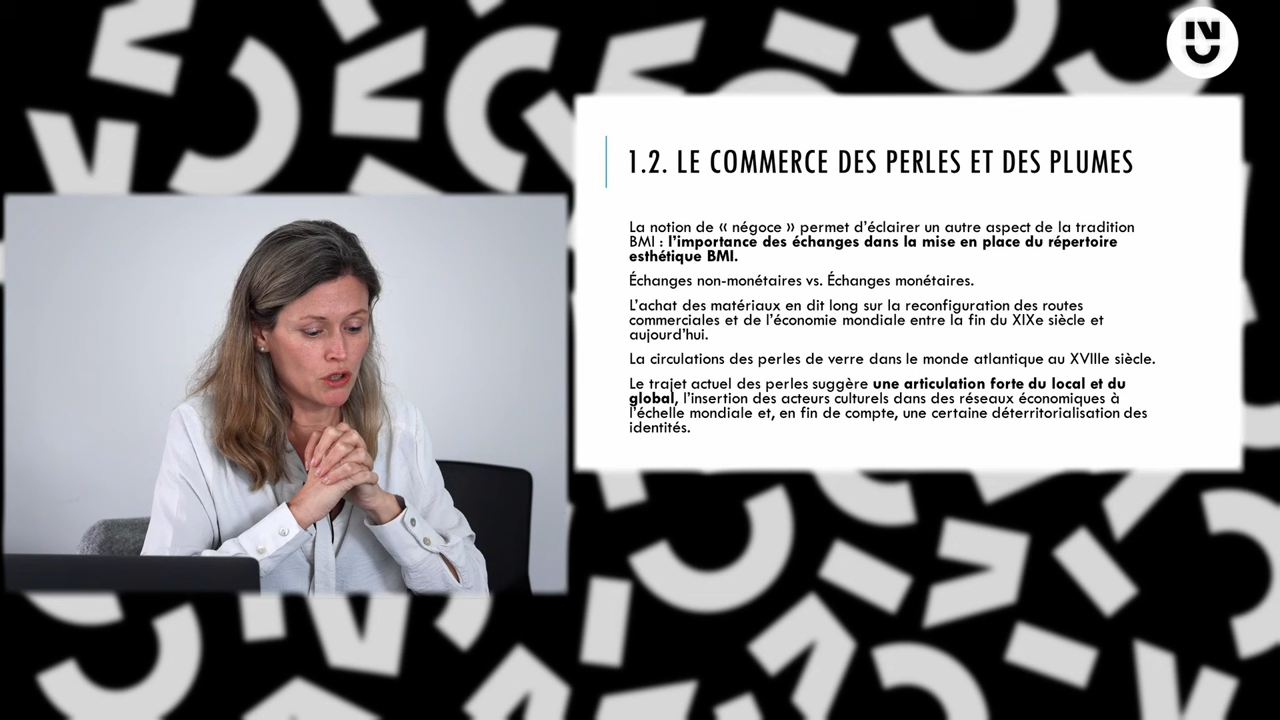 1.2. LE COMMERCE DES PERLES ET DES PLUMES
La notion de « négoce » permet d'éclairer un autre aspect de la tradition
BMI : l'importance des échanges dans la mise en place du répertoire
esthétique BMI.
Échanges non-monétaires vs. Échanges monétaires.
L'achat des matériaux en dit long sur la reconfiguration des routes
commerciales et de l'économie mondiale entre la fin du XIXe siècle et
aujourd'hui.
La circulations des perles de verre dans le monde atlantique au XVIIIe siècle.
Le trajet actuel des perles suggère une articulation forte du local et du
global, l'insertion des acteurs culturels dans des réseaux économiques à
l'échelle mondiale et, en fin de compte, une certaine déterritorialisation des
identités.